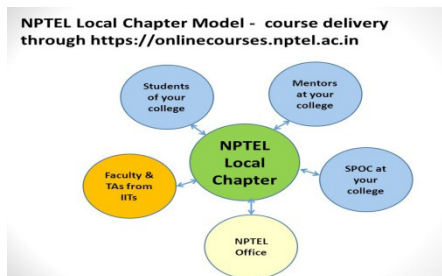 NPTEL Local Chapter Model - course delivery
through https://onlinecourses.nptel.ac.in
Students
of your
college
Mentors
at your
college
NPTEL
Local
Chapter
Faculty &
TAs from
IITs
SPOC at
your
college
NPTEL
Office